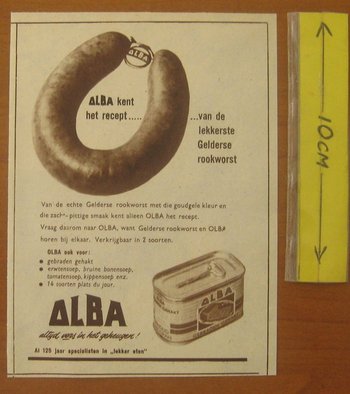 ALBA
ALBA kent
het recept.....
...van de
lekkerste
Gelderse
rookworst
Van de echte Gelderse rookworst met die goudgele kleur en
die zacht-pittige smaak kent alleen OLBA het recept.
Vraag daarom naar OLBA, want Gelderse rookworst en OLBA
horen bij elkaar. Verkrijgbaar in 2 soorten.
OLBA ook voor:
gebraden gehakt
erwtensoep, bruine bonensoep,
tomatensoep, kippensoep enz.
14 soorten plats du jour.
OLBA
altijd vers in het geheugen!
OLBA
Al 125 jaar specialisten in „lekker eten"
10CM